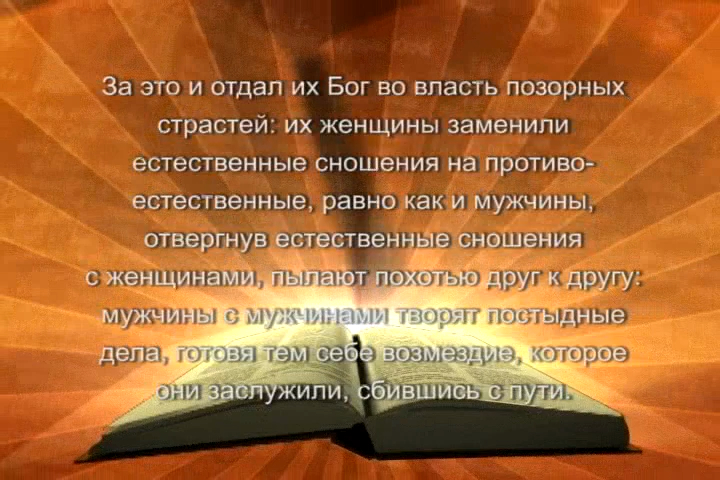 За это и отдал их Бог во власть позорных
страстей: их женщины заменили
естественные сношения на противо-
естественные, равно как и мужчины,
отвергнув естественные сношения
с женщинами, пылают похотью друг к другу:
мужчины с мужчинами творят постыдные
дела, готовя тем себе возмездие, которое
они заслужили, сбившись с пути.